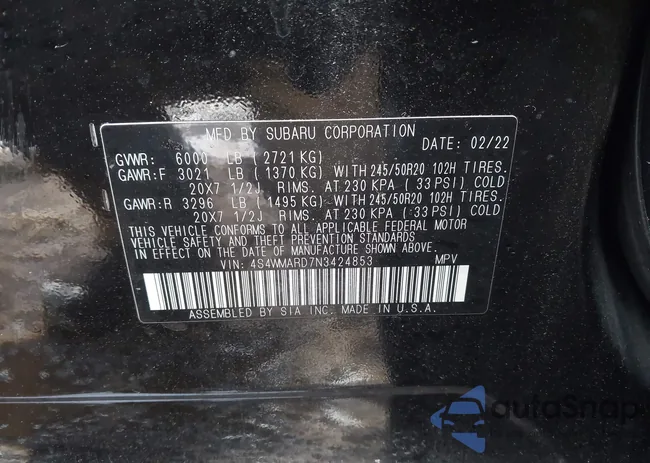 MFD BY SUBARU CORPORATION
DATE: 02/22
GVWR: 6000 LB (2721 KG)
GAWR:F 3021 LB (1370 KG) WITH 245/50R20 102H TIRES.
20X7 1/2J RIMS. AT 230 KPA (33 PSI) COLD
GAWR:R 3296 LB (1495 KG) WITH 245/50R20 102H TIRES.
20X7 1/2J RIMS. AT 230 KPA (33 PSI) COLD
THIS VEHICLE CONFORMS TO ALL APPLICABLE FEDERAL MOTOR
VEHICLE SAFETY AND THEFT PREVENTION STANDARDS
IN EFFECT ON THE DATE OF MANUFACTURE SHOWN ABOVE.
VIN: 4S4WMARD7N3424853 MPV
ASSEMBLED BY SIA INC. MADE IN U.S.A.
autoSnap